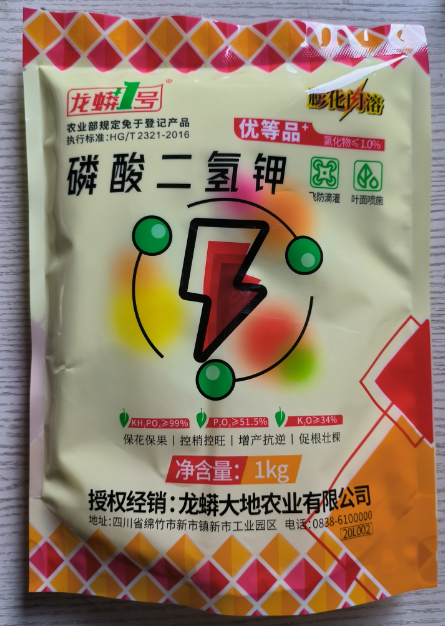 龙蟒1号®
膨化闪溶
农业部规定免于登记产品
执行标准:HG/T 2321-2016
优等品+
氯化物≤1.0%
磷酸二氢钾
飞防滴灌 叶面喷施
KH₂PO₄≥99% P₂O₅≥51.5% K₂O≥34%
保花保果|控梢控旺|增产抗逆|促根壮棵
净含量: 1kg
授权经销:龙蟒大地农业有限公司
地址:四川省绵竹市新市镇新市工业园区 电话:0838-6100000
20L002